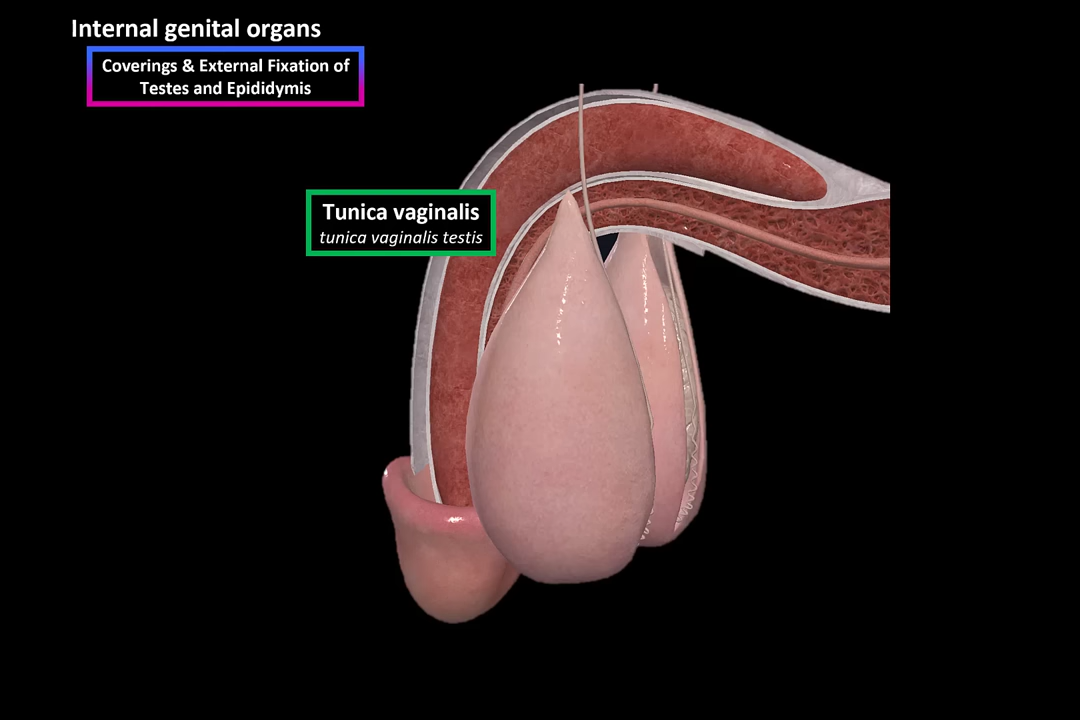 Internal genital organs
Coverings & External Fixation of
Testes and Epididymis
Tunica vaginalis
tunica vaginalis testis